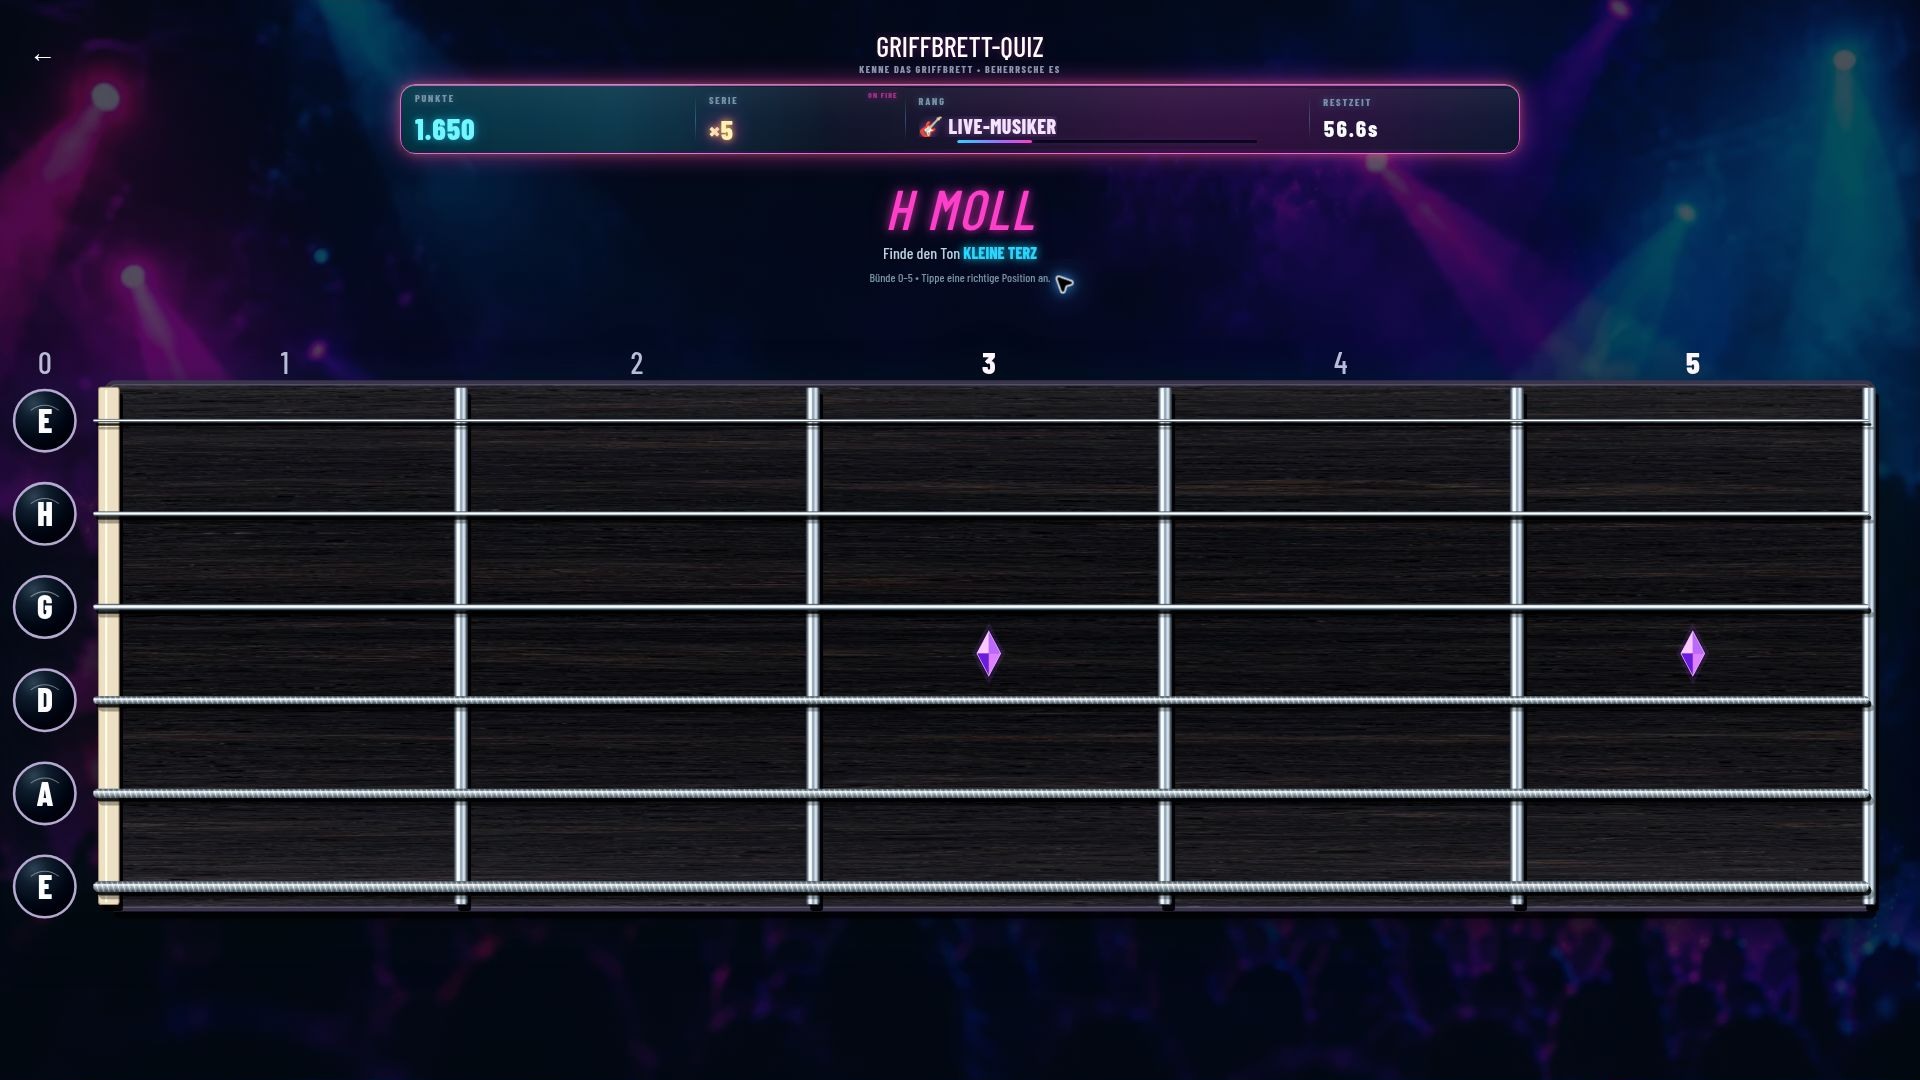 ←
GRIFFBRETT-QUIZ
KENNE DAS GRIFFBRETT • BEHERRSCHE ES
PUNKTE
1.650
SERIE
×5
ON FIRE
RANG
LIVE-MUSIKER
RESTZEIT
56.6s
H MOLL
Finde den Ton KLEINE TERZ
Bünde 0–5 • Tippe eine richtige Position an.
0 1 2 3 4 5
E
H
G
D
A
E